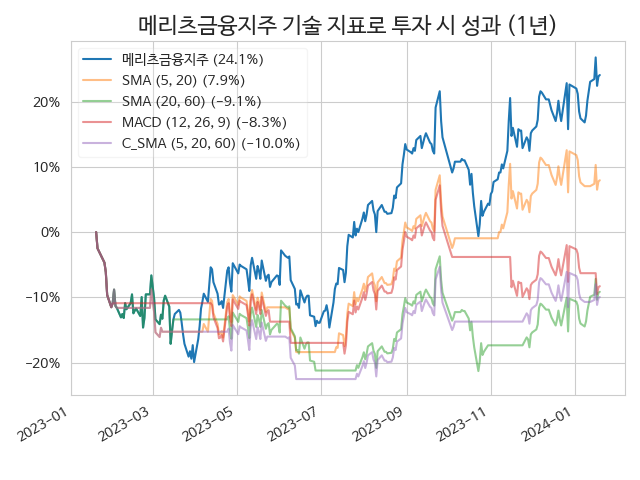 메리츠금융지주 기술 지표로 투자 시 성과 (1년)
메리츠금융지주 (24.1%)
SMA (5, 20) (7.9%)
SMA (20, 60) (−9.1%)
MACD (12, 26, 9) (−8.3%)
C_SMA (5, 20, 60) (−10.0%)
20%
10%
0%
−10%
−20%
2023−01
2023−03
2023−05
2023−07
2023−09
2023−11
2024−01